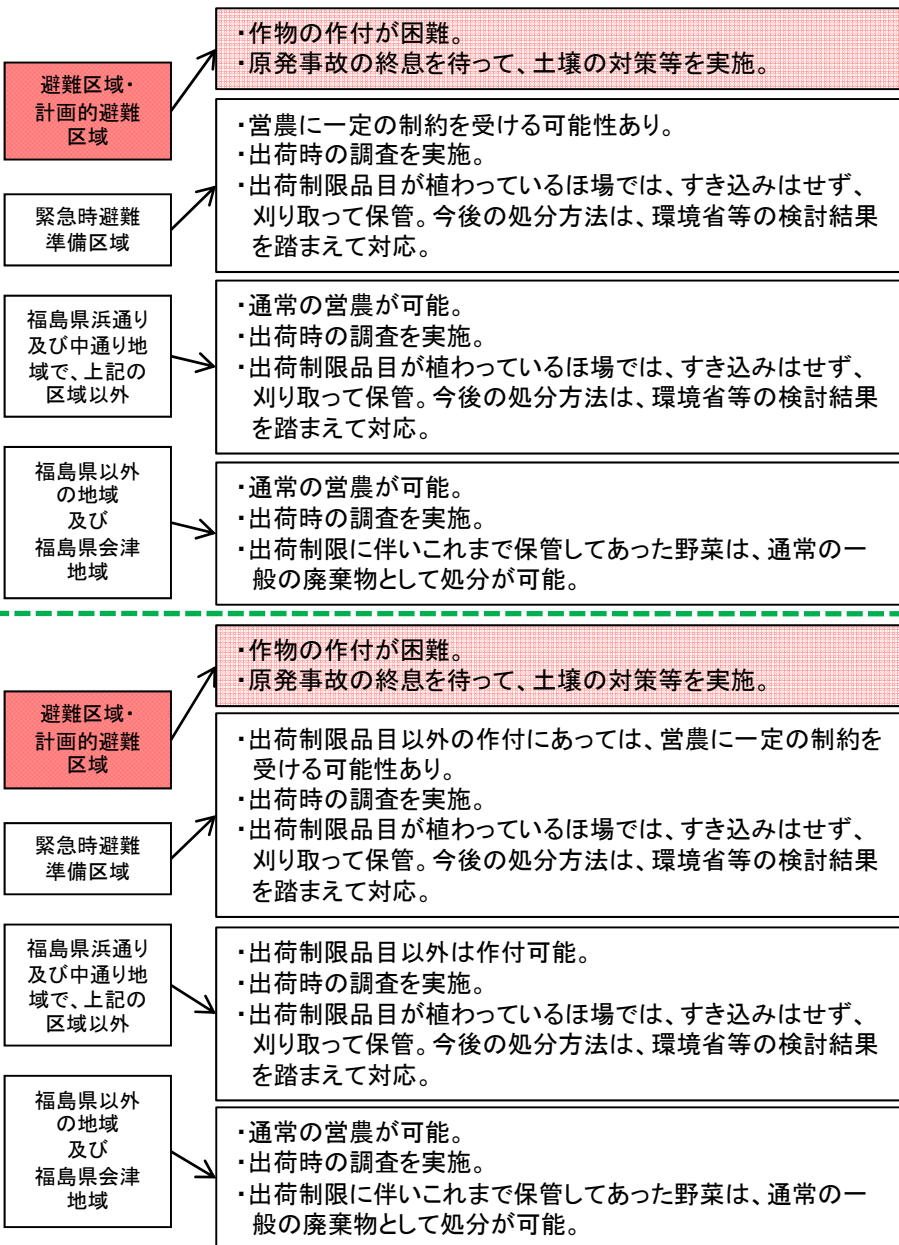 避難区域・
計画的避難
区域
・作物の作付が困難。
・原発事故の終息を待って、土壌の対策等を実施。
緊急時避難
準備区域
・営農に一定の制約を受ける可能性あり。
・出荷時の調査を実施。
・出荷制限品目が植わっているほ場では、すき込みはせず、
刈り取って保管。今後の処分方法は、環境省等の検討結果
を踏まえて対応。
福島県浜通り
及び中通り地
域で、上記の
区域以外
・通常の営農が可能。
・出荷時の調査を実施。
・出荷制限品目が植わっているほ場では、すき込みはせず、
刈り取って保管。今後の処分方法は、環境省等の検討結果
を踏まえて対応。
福島県以外
の地域
及び
福島県会津
地域
・通常の営農が可能。
・出荷時の調査を実施。
・出荷制限に伴いこれまで保管してあった野菜は、通常の一
般の廃棄物として処分が可能。
避難区域・
計画的避難
区域
・作物の作付が困難。
・原発事故の終息を待って、土壌の対策等を実施。
緊急時避難
準備区域
・出荷制限品目以外の作付にあっては、営農に一定の制約を
受ける可能性あり。
・出荷時の調査を実施。
・出荷制限品目が植わっているほ場では、すき込みはせず、
刈り取って保管。今後の処分方法は、環境省等の検討結果
を踏まえて対応。
福島県浜通り
及び中通り地
域で、上記の
区域以外
・出荷制限品目以外は作付可能。
・出荷時の調査を実施。
・出荷制限品目が植わっているほ場では、すき込みはせず、
刈り取って保管。今後の処分方法は、環境省等の検討結果
を踏まえて対応。
福島県以外
の地域
及び
福島県会津
地域
・通常の営農が可能。
・出荷時の調査を実施。
・出荷制限に伴いこれまで保管してあった野菜は、通常の一
般の廃棄物として処分が可能。